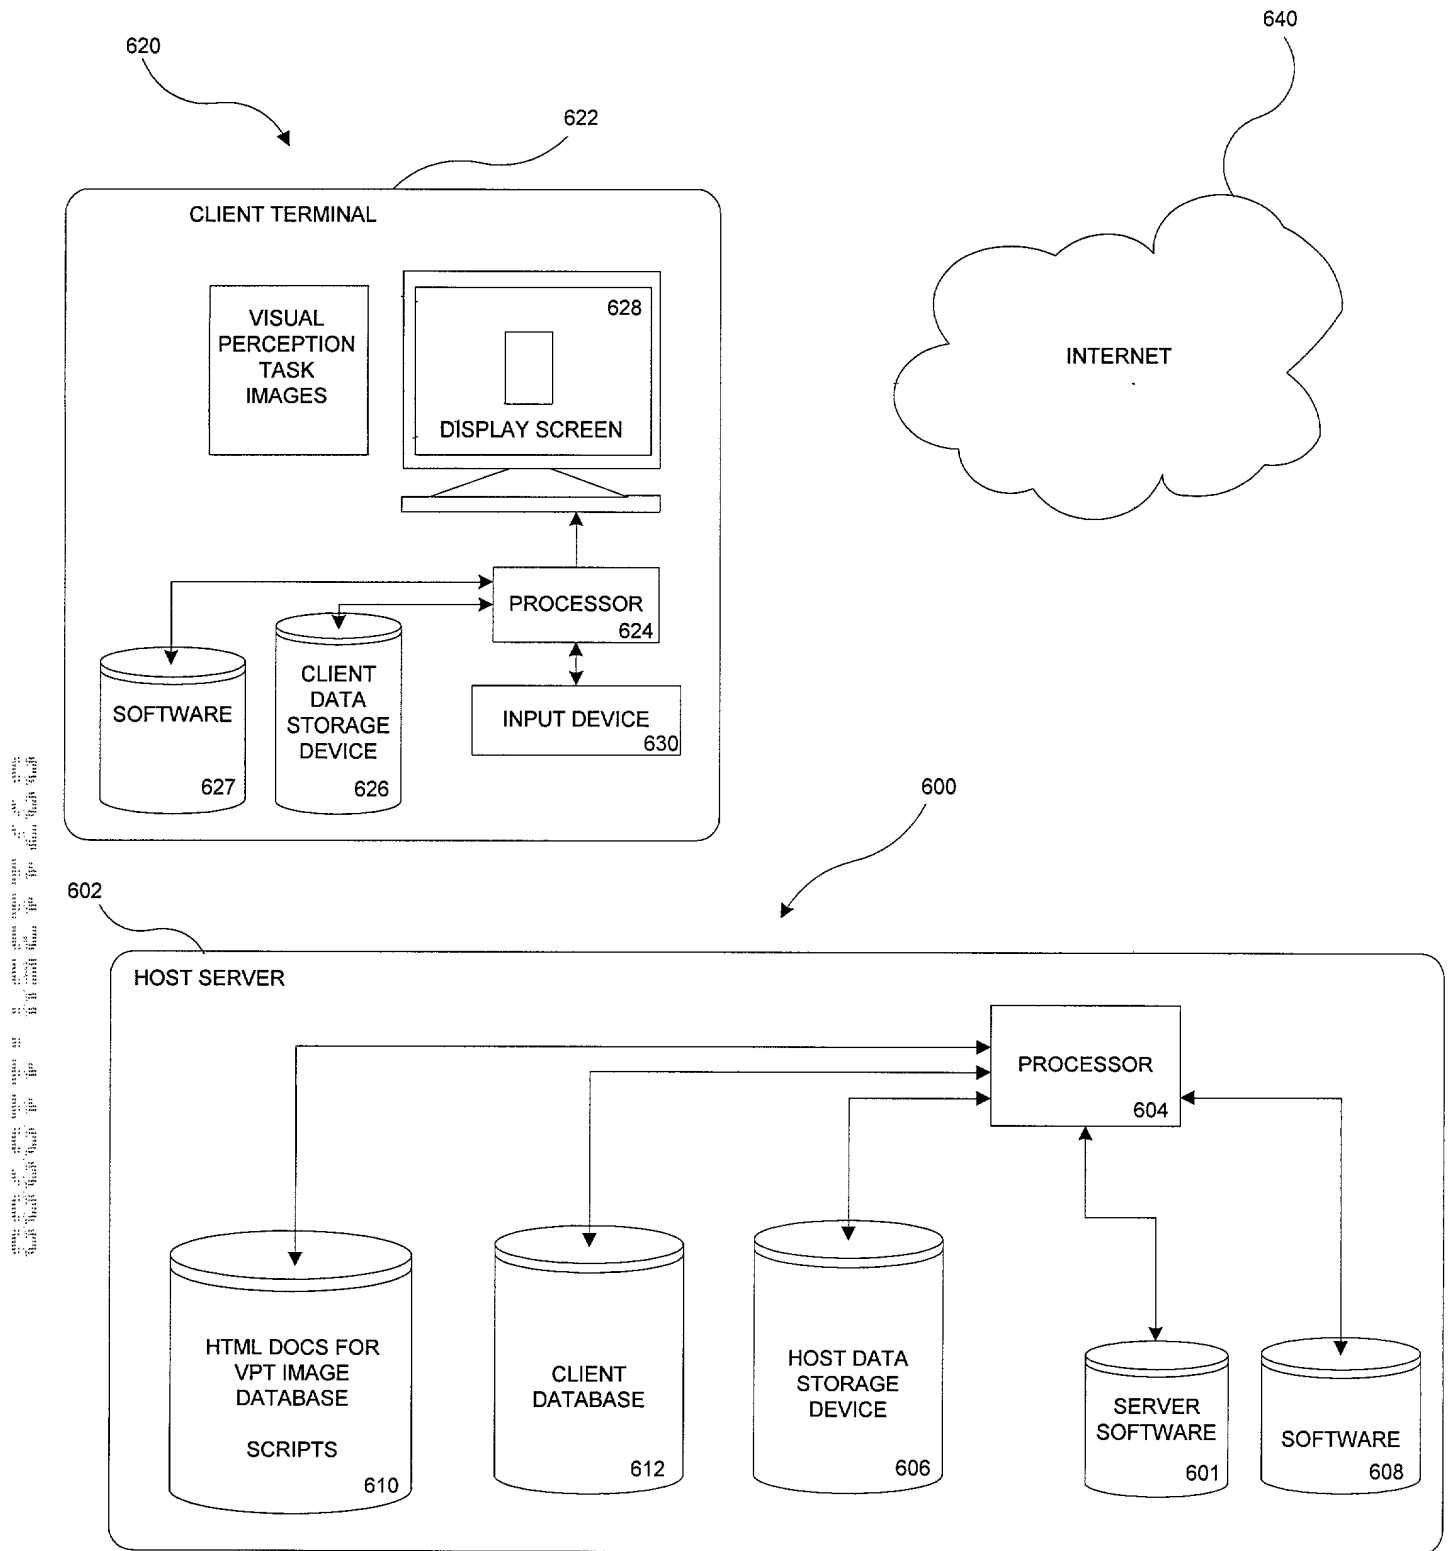 620
640
622
CLIENT TERMINAL
VISUAL
PERCEPTION
TASK
IMAGES
628
DISPLAY SCREEN
INTERNET
PROCESSOR
624
SOFTWARE
627
CLIENT
DATA
STORAGE
DEVICE
626
INPUT DEVICE
630
600
602
HOST SERVER
PROCESSOR
604
HTML DOCS FOR
VPT IMAGE
DATABASE
SCRIPTS
610
CLIENT
DATABASE
612
HOST DATA
STORAGE
DEVICE
606
SERVER
SOFTWARE
601
SOFTWARE
608